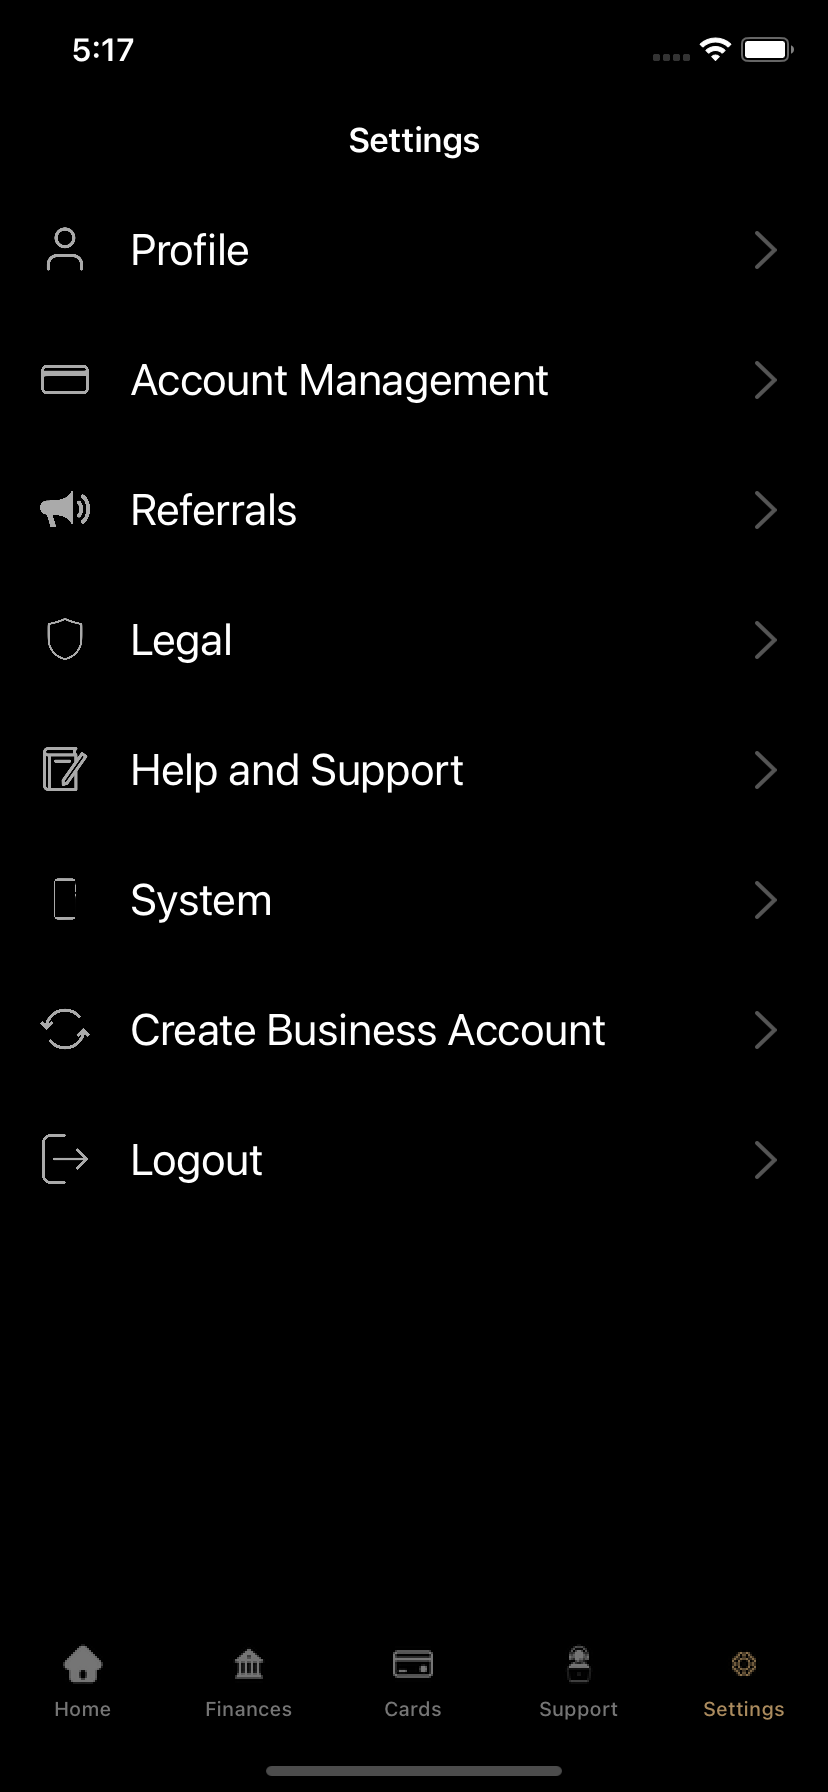 5:17
Settings
Profile
Account Management
Referrals
Legal
Help and Support
System
Create Business Account
Logout
Home
Finances
Cards
Support
Settings